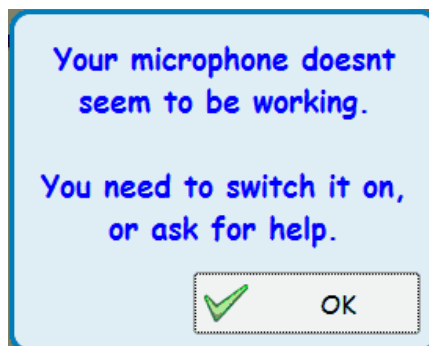 Your microphone doesnt
seem to be working.
You need to switch it on,
or ask for help.
OK